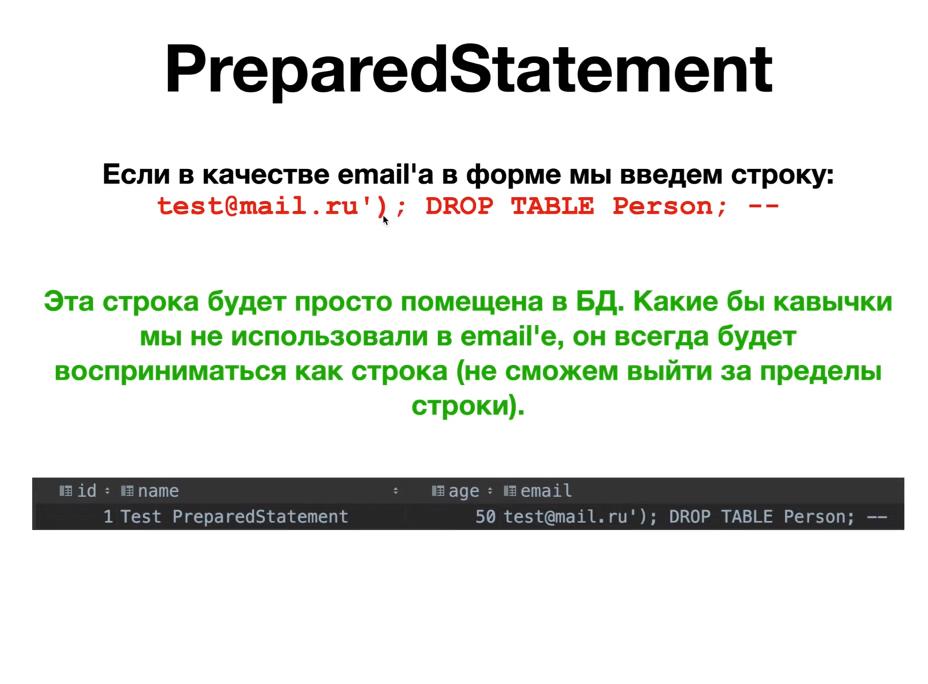 PreparedStatement
Если в качестве email'а в форме мы введем строку:
test@mail.ru'); DROP TABLE Person; --
Эта строка будет просто помещена в БД. Какие бы кавычки
мы не использовали в email'е, он всегда будет
восприниматься как строка (не сможем выйти за пределы
строки).
id name age email
1 Test PreparedStatement 50 test@mail.ru'); DROP TABLE Person; --